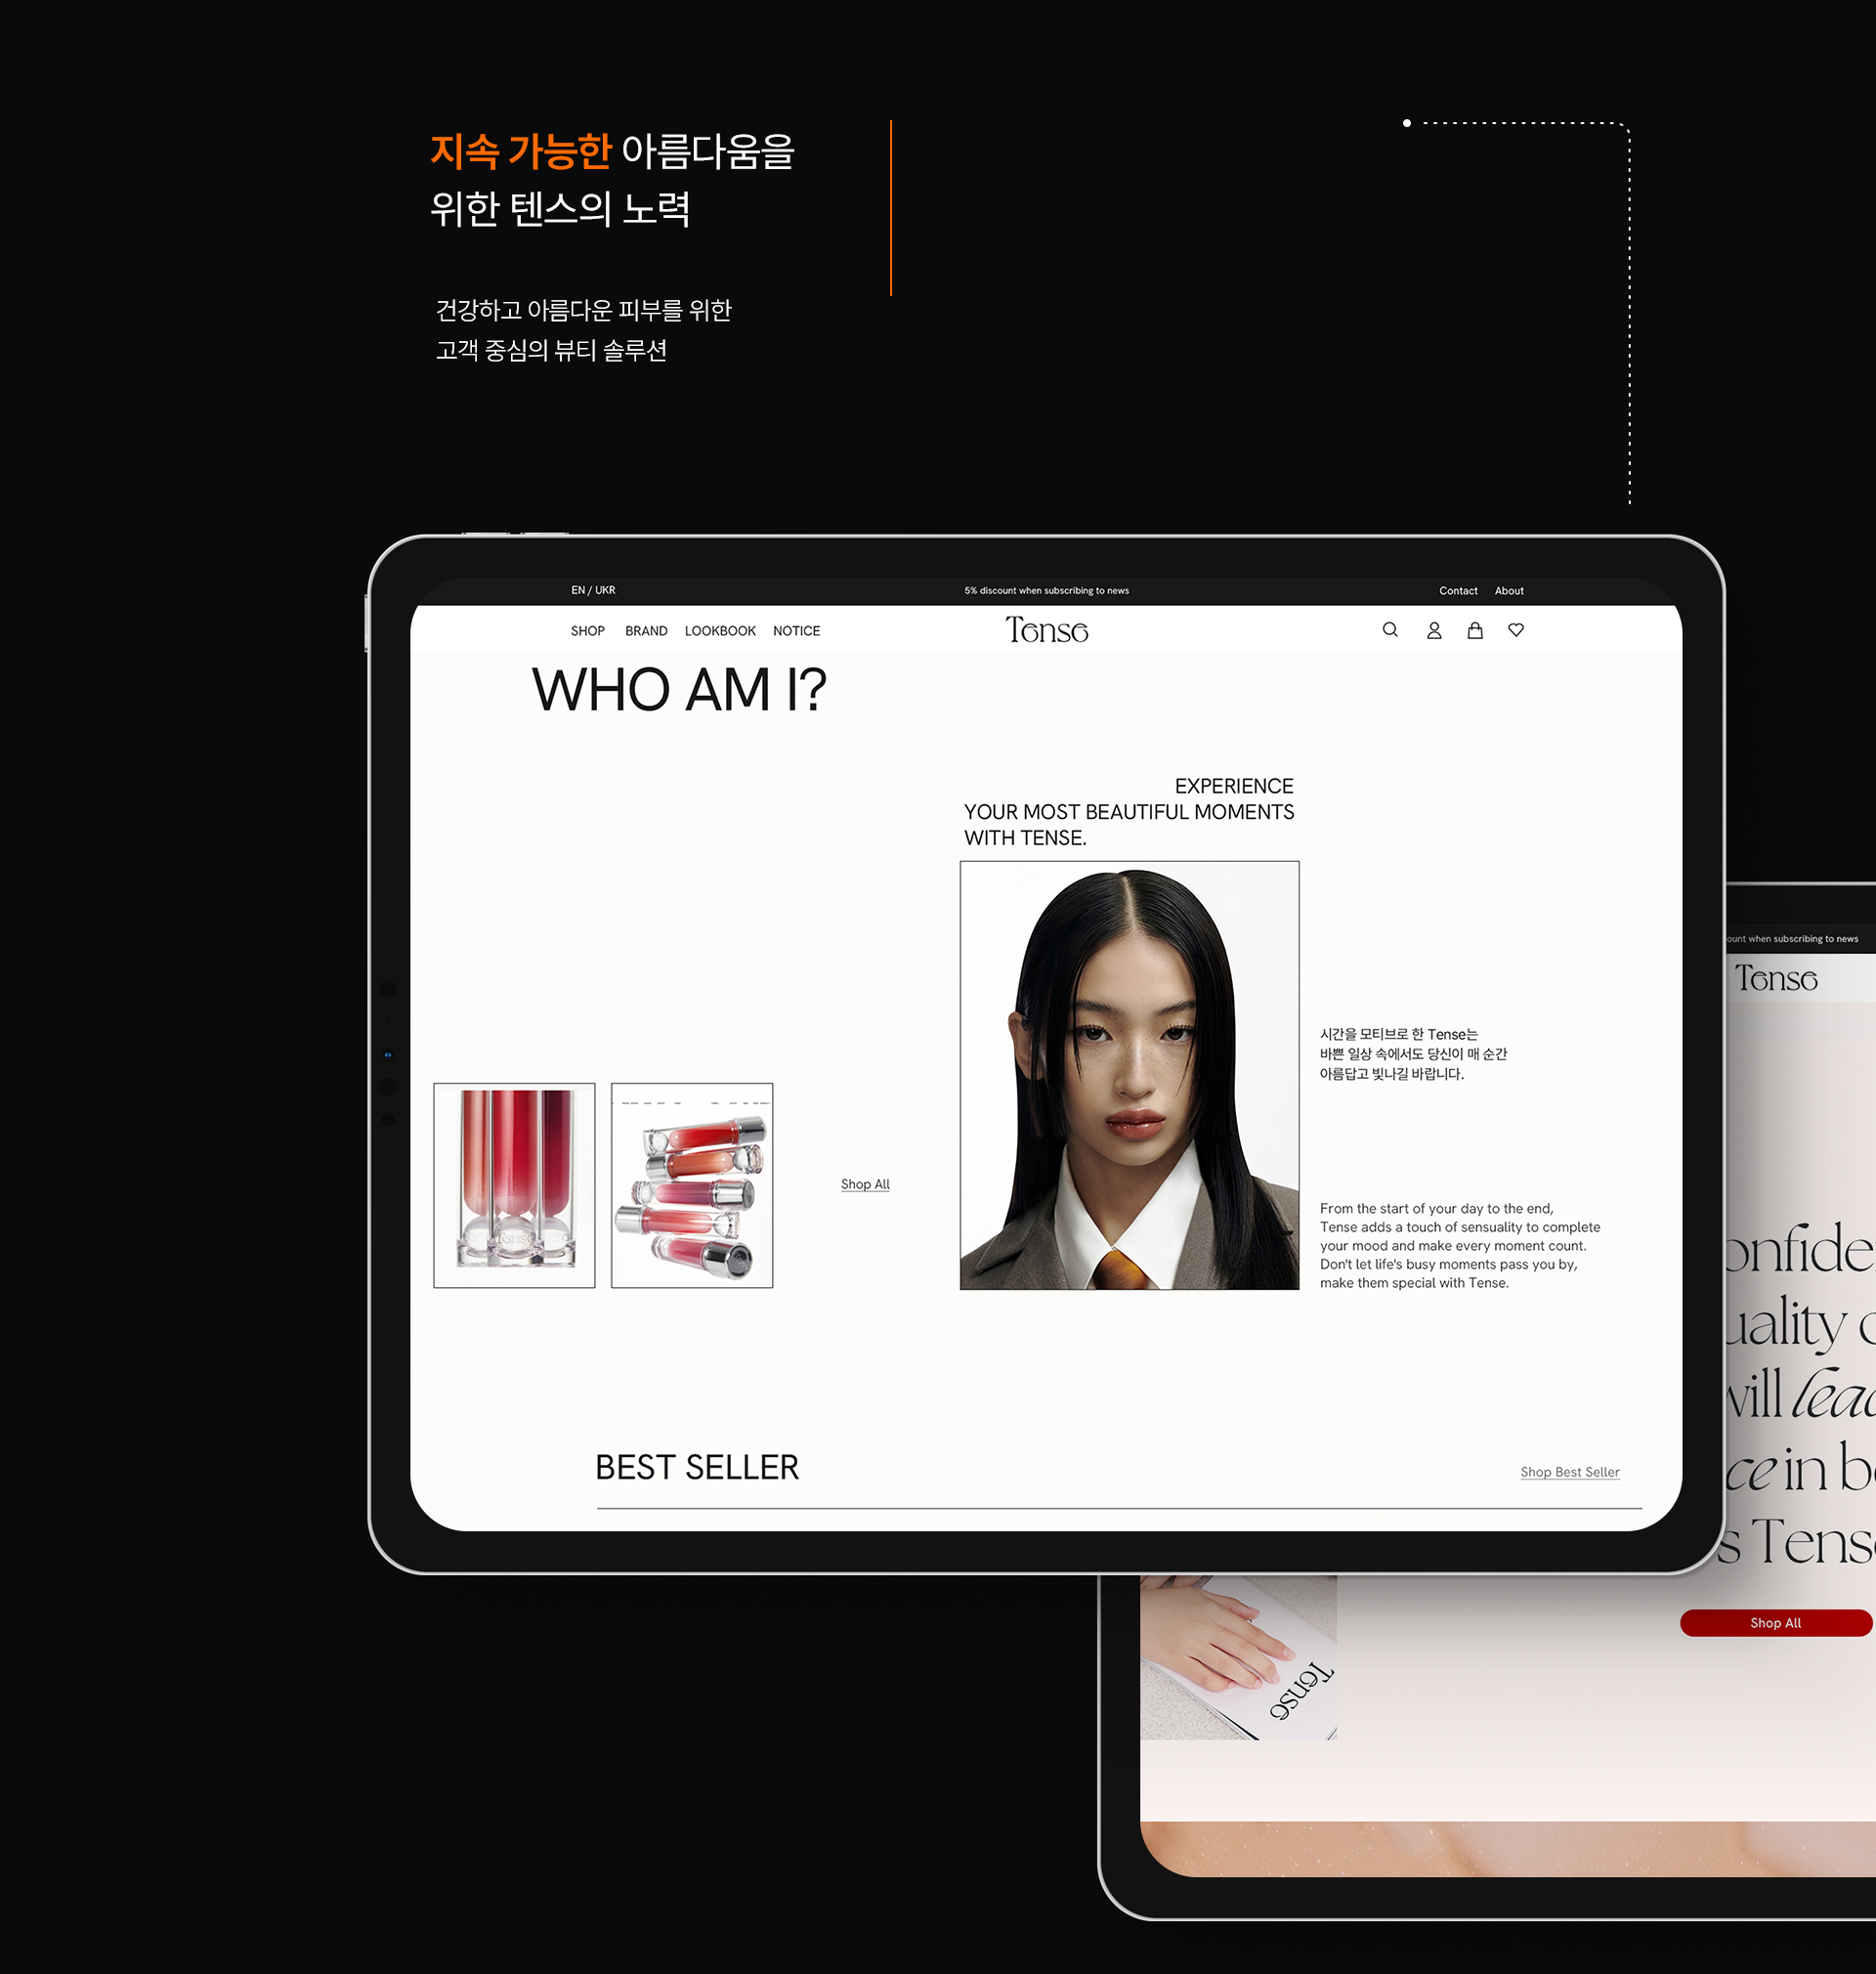 지속 가능한 아름다움을
위한 텐스의 노력
건강하고 아름다운 피부를 위한
고객 중심의 뷰티 솔루션
EN / UKR
5% discount when subscribing to news
Contact About
SHOP BRAND LOOKBOOK NOTICE
Tense
WHO AM I?
EXPERIENCE
YOUR MOST BEAUTIFUL MOMENTS
WITH TENSE.
시간을 모티브로 한 Tense는
바쁜 일상 속에서도 당신이 매 순간
아름답고 빛나길 바랍니다.
Shop All
From the start of your day to the end,
Tense adds a touch of sensuality to complete
your mood and make every moment count.
Don't let life's busy moments pass you by,
make them special with Tense.
Tense
BEST SELLER
Shop Best Seller
when subscribing to news
Tense
in
Tense
Shop All
Tense